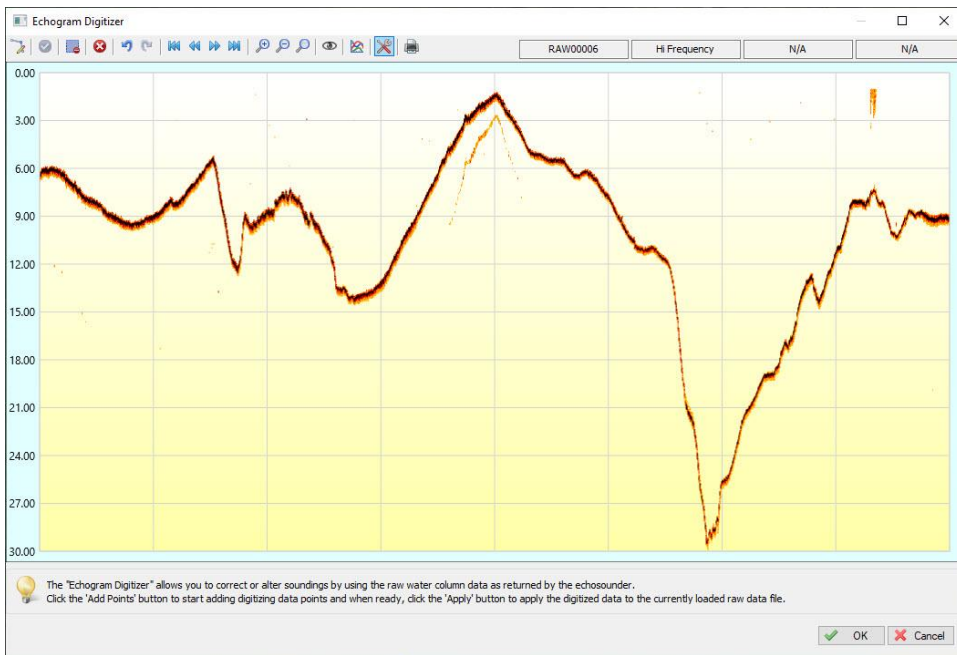 Echogram Digitizer
RAW00006
Hi Frequency
N/A
N/A
0.00
3.00
6.00
9.00
12.00
15.00
18.00
21.00
24.00
27.00
30.00
The "Echogram Digitizer" allows you to correct or alter soundings by using the raw water column data as returned by the echosounder.
Click the 'Add Points' button to start adding digitizing data points and when ready, click the 'Apply' button to apply the digitized data to the currently loaded raw data file.
OK
Cancel